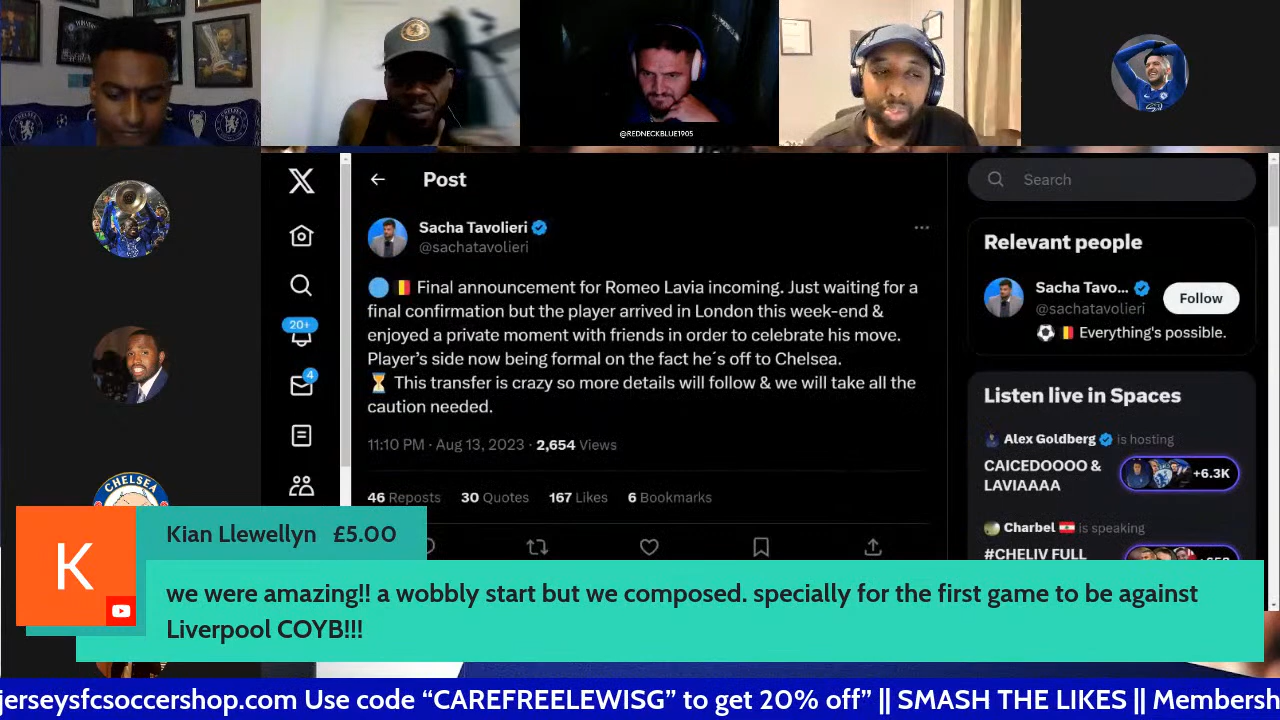 @REDNECKBLUE1905
Post
Search
Sacha Tavolieri
@sachatavolieri
Final announcement for Romeo Lavia incoming. Just waiting for a
final confirmation but the player arrived in London this week-end &
enjoyed a private moment with friends in order to celebrate his move.
Player's side now being formal on the fact he´s off to Chelsea.
This transfer is crazy so more details will follow & we will take all the
caution needed.
11:10 PM · Aug 13, 2023 · 2,654 Views
46 Reposts 30 Quotes 167 Likes 6 Bookmarks
20+
4
Relevant people
Sacha Tavo...
@sachatavolieri
Follow
Everything's possible.
Listen live in Spaces
Alex Goldberg is hosting
CAICEDOOOO &
LAVIAAAA
+6.3K
Charbel is speaking
#CHELIV FULL
CHELSEA
K
Kian Llewellyn £5.00
we were amazing!! a wobbly start but we composed. specially for the first game to be against
Liverpool COYB!!!
jerseysfcsoccershop.com Use code “CAREFREELEWISG” to get 20% off” || SMASH THE LIKES || Membersh